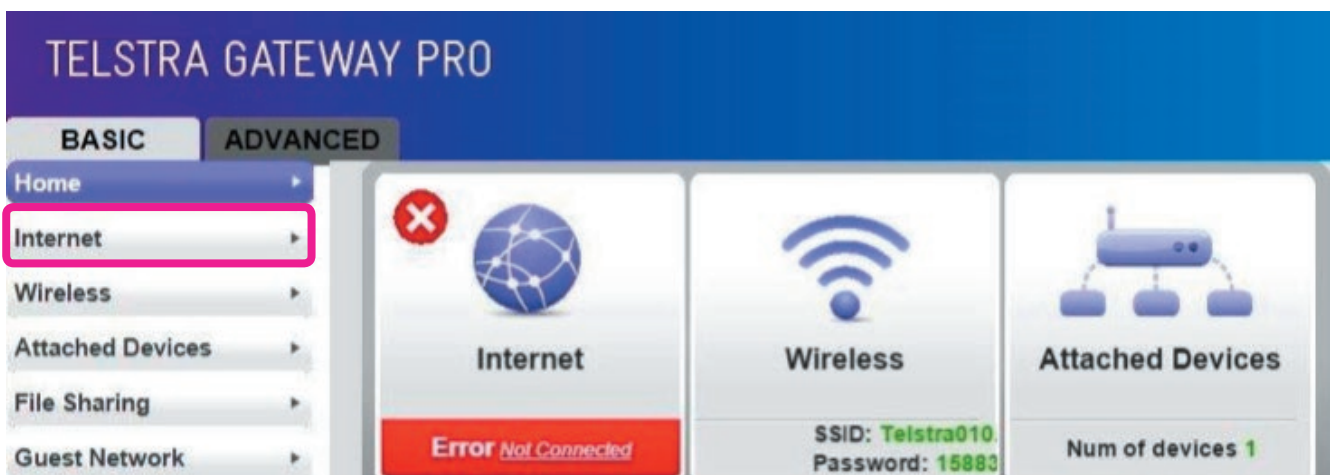 TELSTRA GATEWAY PRO
BASIC
ADVANCED
Home
Internet
Wireless
Attached Devices
File Sharing
Guest Network
Internet
Error Not Connected
Wireless
SSID: Telstra010
Password: 15883
Attached Devices
Num of devices 1